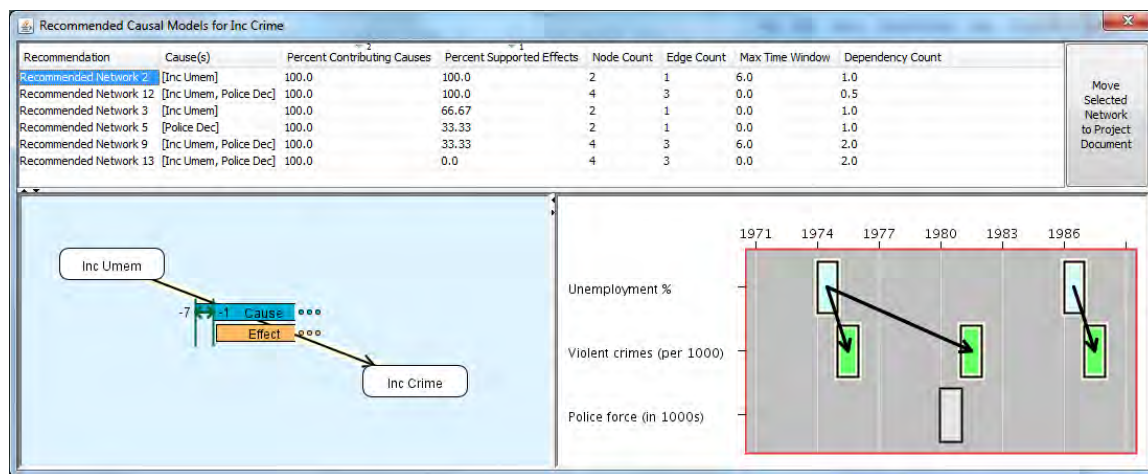 Recommended Causal Models for Inc Crime
Recommendation Cause(s) Percent Contributing Causes 2 Percent Supported Effects 1 Node Count Edge Count Max Time Window Dependency Count
Recommended Network 2 [Inc Umem] 100.0 100.0 2 1 6.0 1.0
Recommended Network 12 [Inc Umem, Police Dec] 100.0 100.0 4 3 0.0 0.5
Recommended Network 3 [Inc Umem] 100.0 66.67 2 1 0.0 1.0
Recommended Network 5 [Police Dec] 100.0 33.33 2 1 0.0 1.0
Recommended Network 9 [Inc Umem, Police Dec] 100.0 33.33 4 3 6.0 2.0
Recommended Network 13 [Inc Umem, Police Dec] 100.0 0.0 4 3 0.0 2.0
Move
Selected
Network
to Project
Document
Inc Umem
-7 -1 Cause
Effect
Inc Crime
1971 1974 1977 1980 1983 1986
Unemployment %
Violent crimes (per 1000)
Police force (in 1000s)